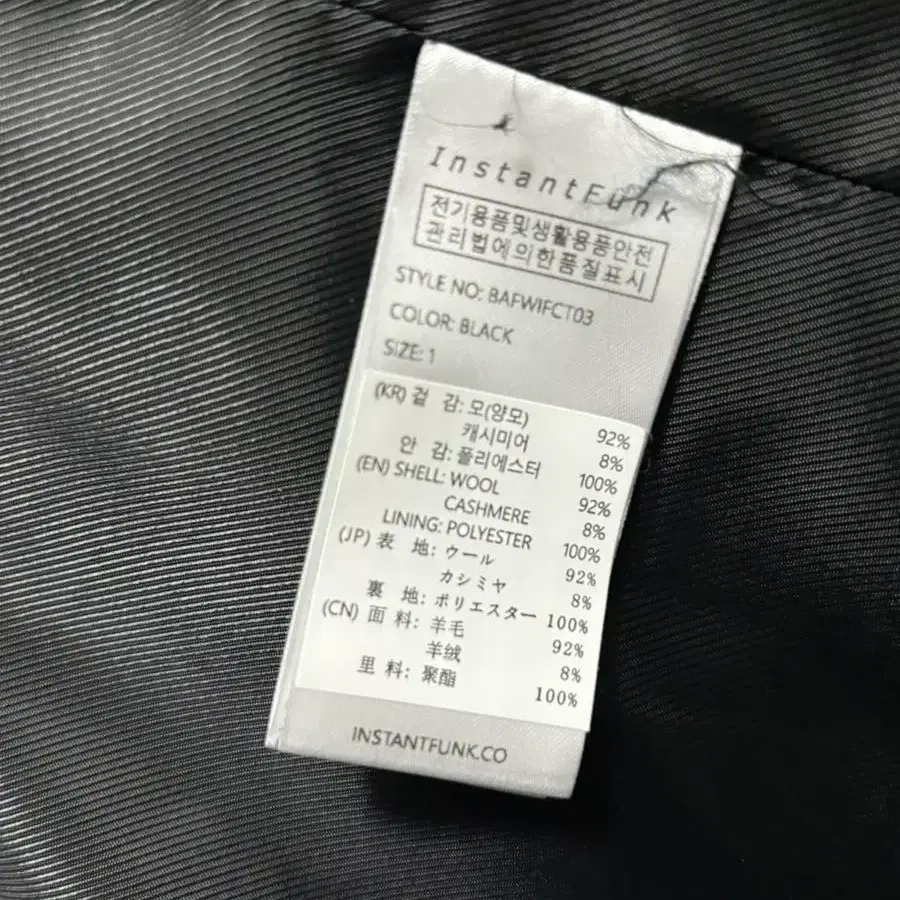 InstantFunk
전기용품및생활용품안전
관리법에의한품질표시
STYLE NO: BAFWIFCT03
COLOR: BLACK
SIZE: 1
(KR) 겉 감: 모(양모) 92%
캐시미어 8%
안 감: 폴리에스터 100%
(EN) SHELL: WOOL 92%
CASHMERE 8%
LINING: POLYESTER 100%
(JP) 表 地: ウール 92%
カシミヤ 8%
裏 地: ポリエスター 100%
(CN) 面 料: 羊毛 92%
羊绒 8%
里 料: 聚酯 100%
INSTANTFUNK.CO